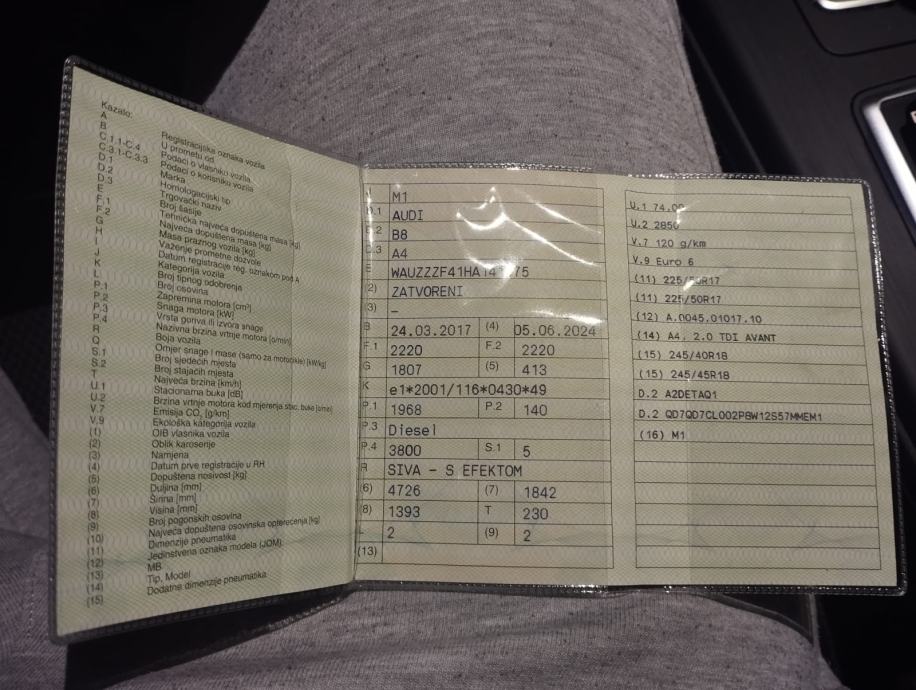 Kazalo:
A Registracijska oznaka vozila
B U prometu od
C.1.1-C.4 Podaci o vlasniku vozila
C.3.1-C.3.3 Podaci o korisniku vozila
D.1 Marka
D.2 Homologacijski tip
D.3 Trgovački naziv
E Broj šasije
F.1 Tehnička najveća dopuštena masa [kg]
F.2 Najveća dopuštena masa [kg]
G Masa praznog vozila [kg]
H Važenje prometne dozvole
I Datum registracije reg. oznakom pod A
J Kategorija vozila
K Broj tipnog odobrenja
L Broj osovina
P.1 Zapremina motora [cm³]
P.2 Snaga motora [kW]
P.3 Vrsta goriva ili izvora snage
P.4 Nazivna brzina vrtnje motora [o/min]
R Boja vozila
Q Omjer snage i mase (samo za motocikle) [kW/kg]
S.1 Broj sjedećih mjesta
S.2 Broj stajaćih mjesta
T Najveća brzina [km/h]
U.1 Stacionarna buka [dB]
U.2 Brzina vrtnje motora kod mjerenja stac. buke [o/min]
V.7 Emisija CO₂ [g/km]
V.9 Ekološka kategorija vozila
(1) OIB vlasnika vozila
(2) Oblik karoserije
(3) Namjena
(4) Datum prve registracije u RH
(5) Dopuštena nosivost [kg]
(6) Duljina [mm]
(7) Širina [mm]
(8) Visina [mm]
(9) Broj pogonskih osovina
(10) Najveća dopuštena osovinska opterećenja [kg]
(11) Dimenzije pneumatika
(12) Jedinstvena oznaka modela (JOM)
(13) MB
(14) Tip, Model
(15) Dodatne dimenzije pneumatika
J M1
D.1 AUDI
D.2 B8
D.3 A4
E
(2) ZATVORENI
(3) –
B 24.03.2017 (4) 05.06.2024
F.1 2220 F.2 2220
G 1807 (5) 413
K e1*2001/116*0430*49
P.1 1968 P.2 140
P.3 Diesel
P.4 3800 S.1 5
R SIVA – S EFEKTOM
(6) 4726 (7) 1842
(8) 1393 T 230
L 2 (9) 2
(13)
U.1 74.00
U.2 2850
V.7 120 g/km
V.9 Euro 6
(11) 225/50R17
(11) 225/50R17
(12) A.0045.01017.10
(14) A4, 2.0 TDI AVANT
(15) 245/40R18
(15) 245/45R18
D.2 A2DETAQ1
D.2 QD7QD7CL002P8W12S57MMEM1
(16) M1